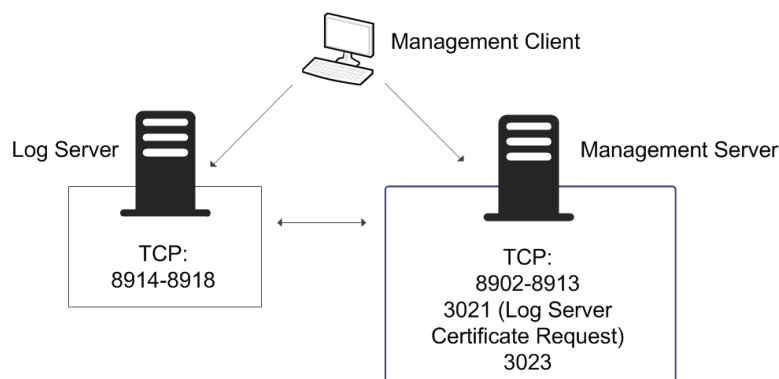 Management Client
Log Server
Management Server
TCP:
8914-8918
TCP:
8902-8913
3021 (Log Server
Certificate Request)
3023